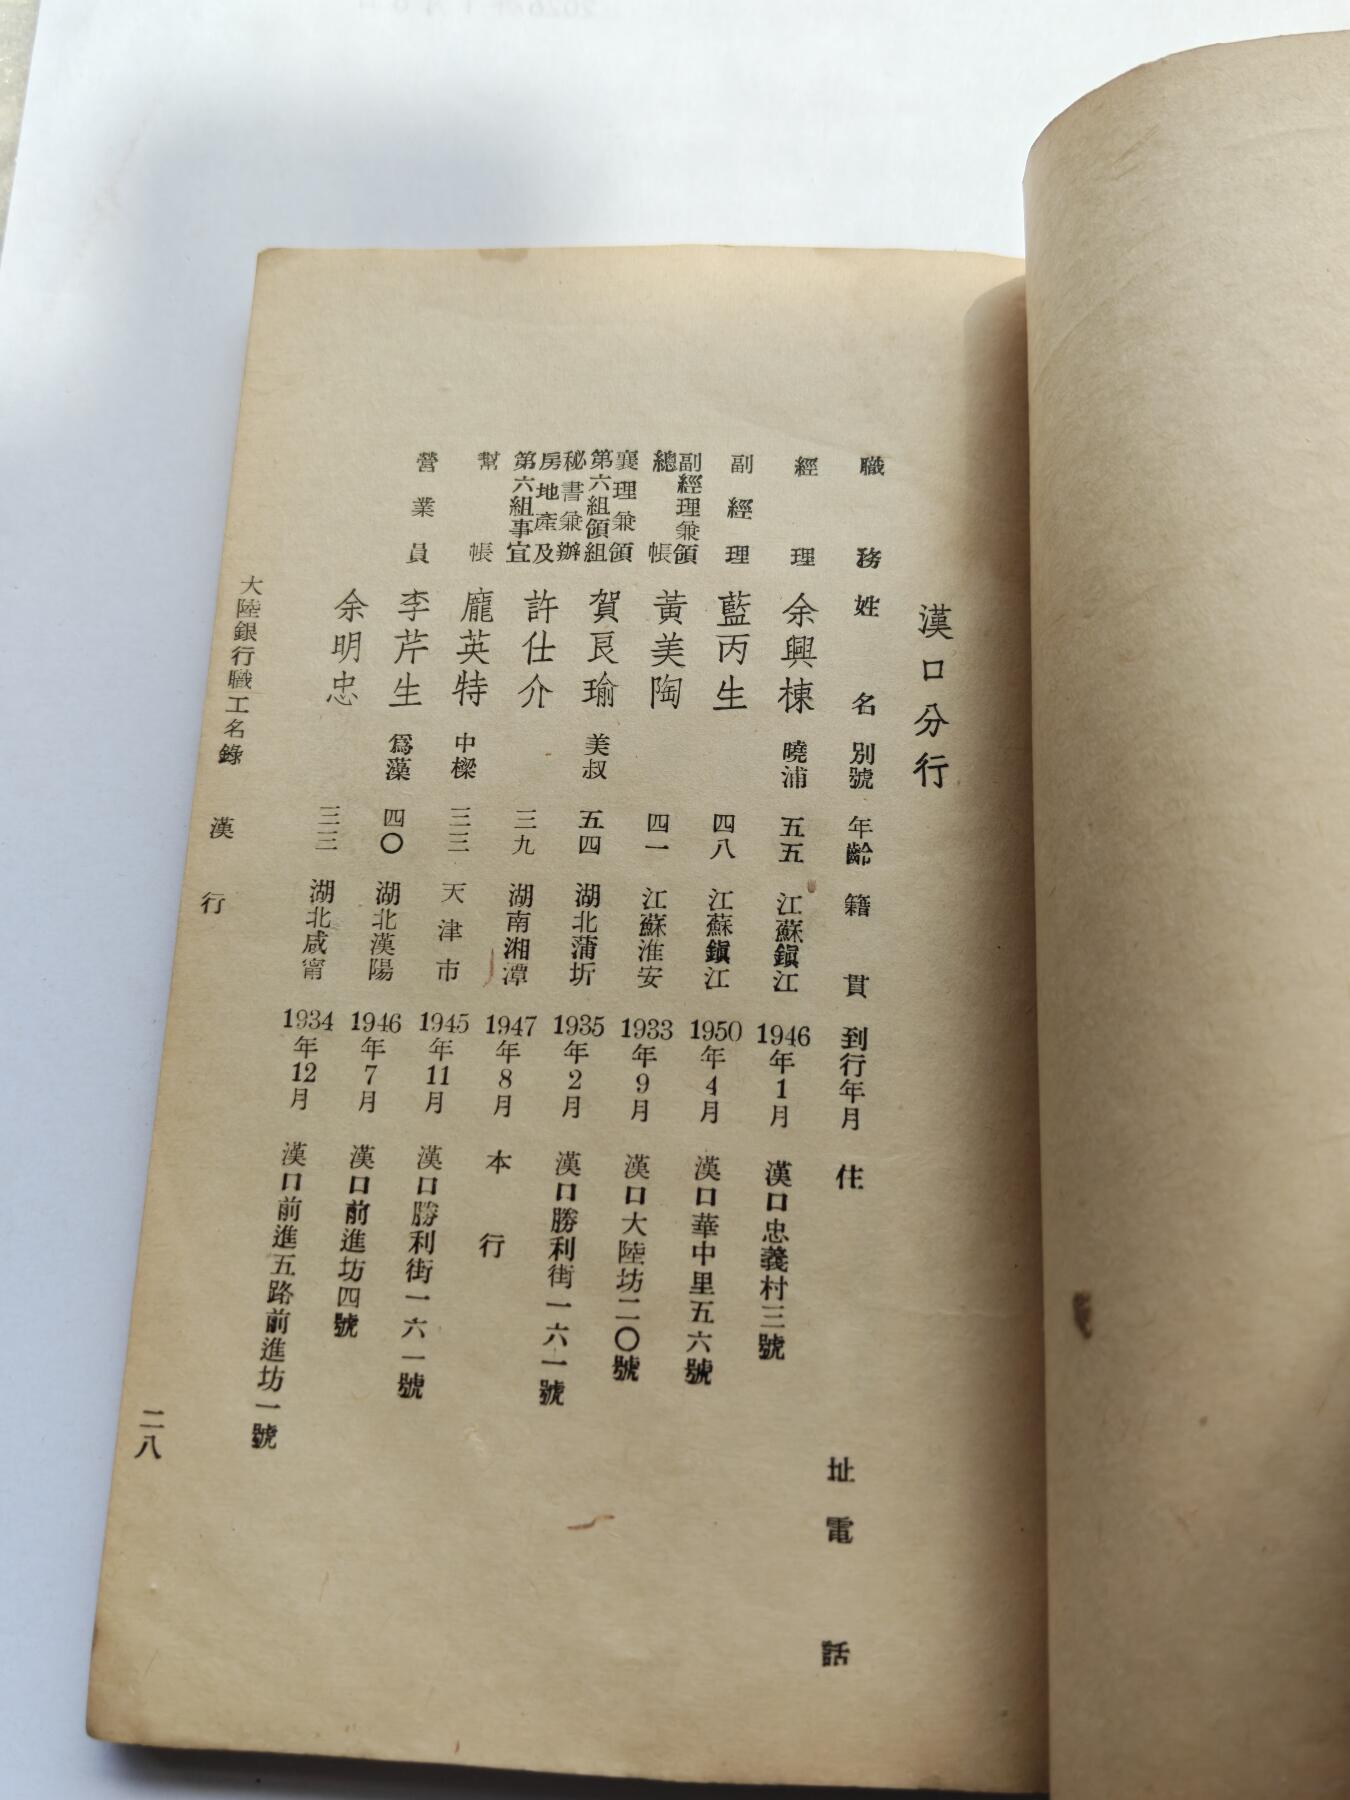 漢口分行
職務 姓名 別號 年齡 籍貫 到行年月 住址 電話
經理 余興棟 曉浦 五五 江蘇鎭江 1946年1月 漢口忠義村三號
副經理 藍丙生 四八 江蘇鎭江 1950年4月 漢口華中里五六號
副經理兼領總帳 黃美陶 四一 江蘇淮安 1933年9月 漢口大陸坊二〇號
襄理兼領第六組領組 賀良瑜 美叔 五四 湖北蒲圻 1935年2月 漢口勝利街一六一號
秘書兼辦房地產及第六組事宜 許仕介 三九 湖南湘潭 1947年8月 本行
幫帳 龐英特 中樑 三三 天津市 1945年11月 漢口勝利街一六一號
營業員 李芹生 爲藻 四〇 湖北漢陽 1946年7月 漢口前進坊四號
余明忠 三三 湖北咸甯 1934年12月 漢口前進五路前進坊一號
大陸銀行職工名錄 漢行 二八